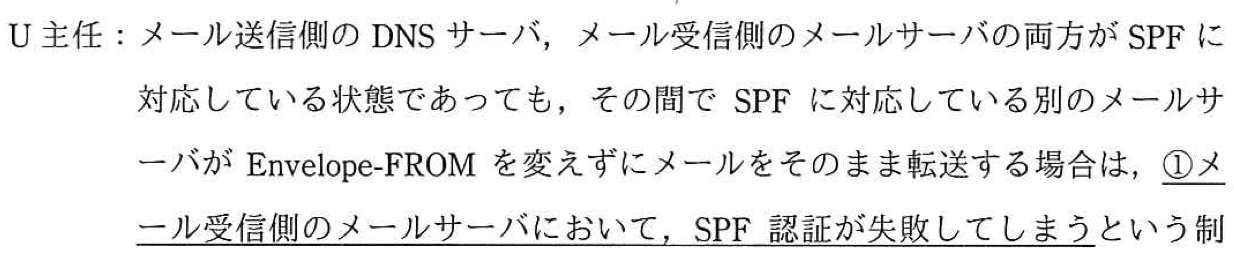 U 主任：メール送信側の DNS サーバ，メール受信側のメールサーバの両方が SPF に
対応している状態であっても，その間で SPF に対応している別のメールサ
ーバが Envelope-FROM を変えずにメールをそのまま転送する場合は，①メ
ール受信側のメールサーバにおいて，SPF 認証が失敗してしまうという制